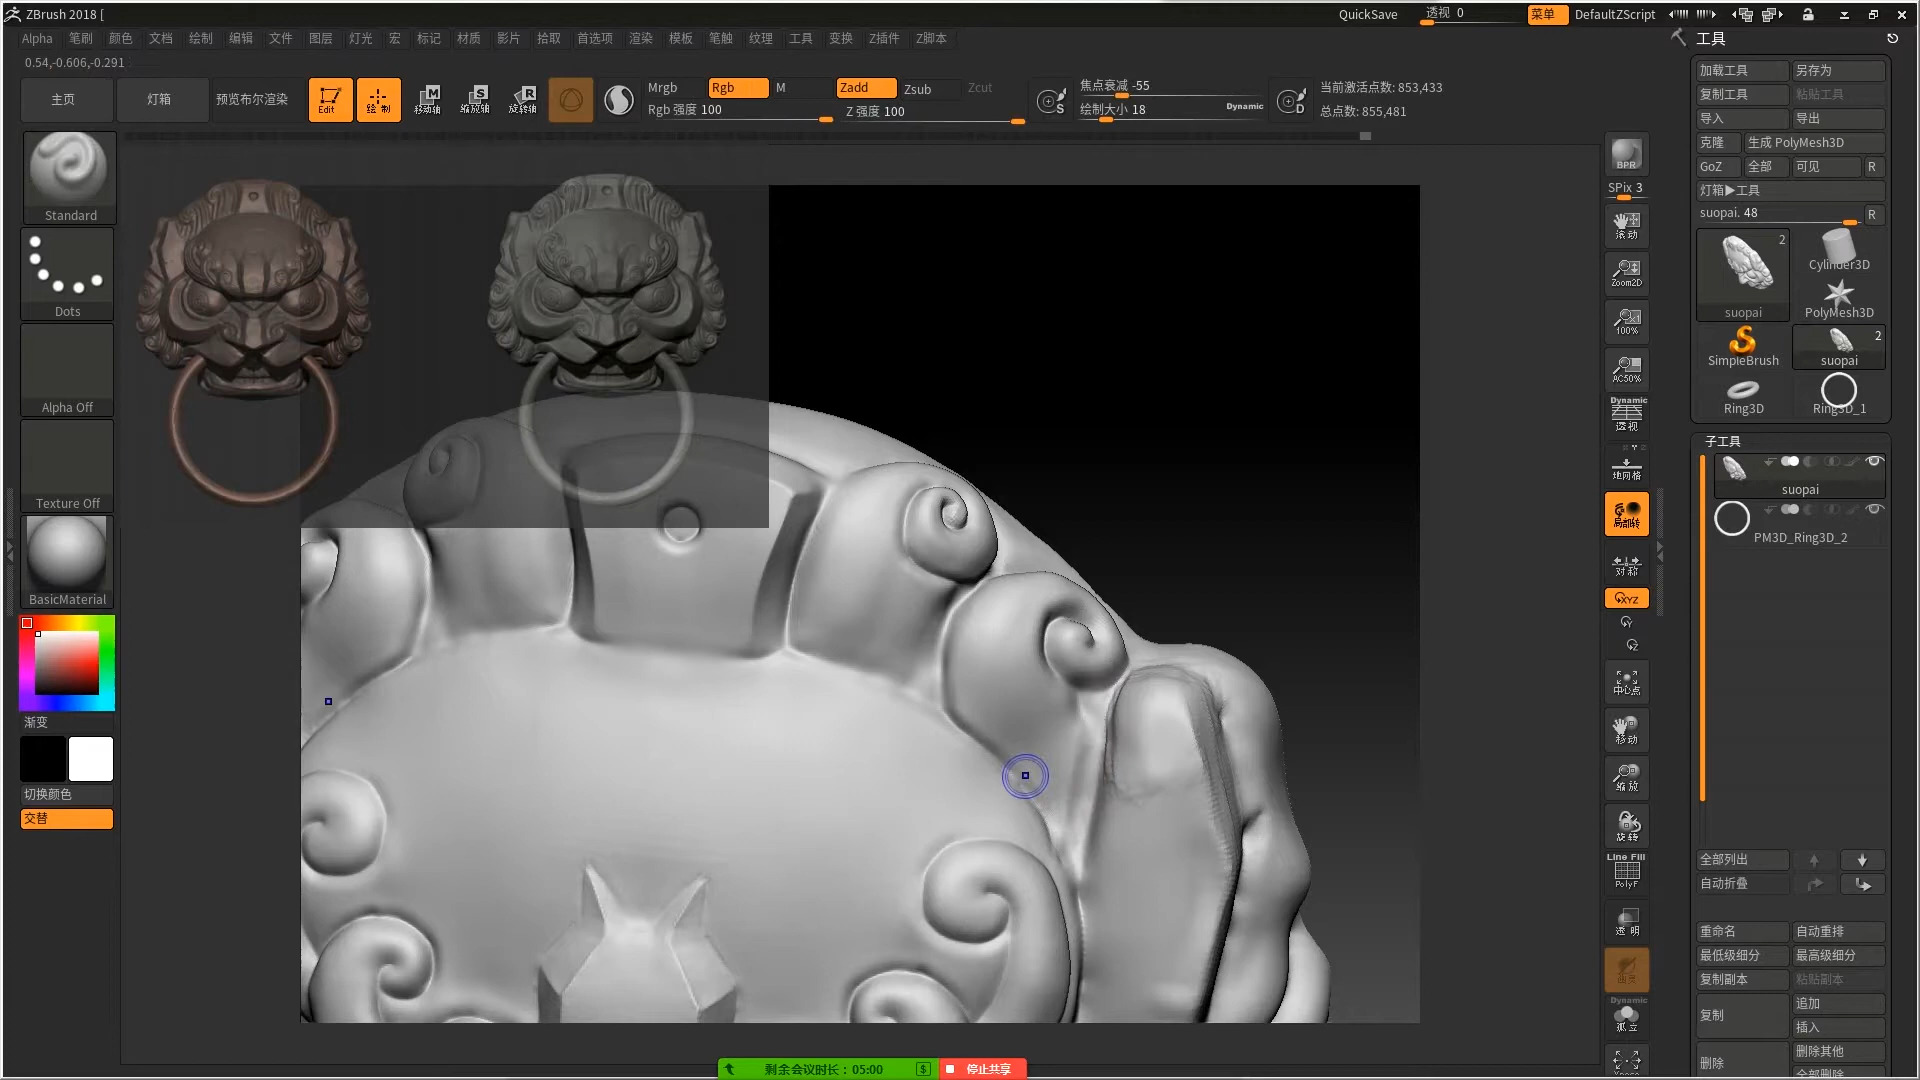 ZBrush 2018 [
QuickSave
透视 0
菜单
DefaultZScript
Alpha 笔刷 颜色 文档 绘制 编辑 文件 图层 灯光 宏 标记 材质 影片 拾取 首选项 渲染 模板 笔触 纹理 工具 变换 Z插件 Z脚本
工具
0.54,-0.606,-0.291
主页
灯箱
预览布尔渲染
Edit
绘 制
M
移动轴
S
缩放轴
R
旋转轴
Mrgb Rgb M
Rgb 强度 100
Zadd Zsub Zcut
Z 强度 100
S
焦点衰减 -55
绘制大小 18
Dynamic
D
当前激活点数: 853,433
总点数: 855,481
Standard
Dots
Alpha Off
Texture Off
BasicMaterial
渐变
切换颜色
交替
BPR
SPix 3
滚动
Zoom2D
100%
AC50%
Dynamic
透视
地网格
局部转
对称
XYZ
Y
Z
中心点
移动
缩放
旋转
Line Fill
PolyF
透 明
Dynamic
孤立
加载工具 另存为
复制工具 粘贴工具
导入 导出
克隆 生成 PolyMesh3D
GoZ 全部 可见 R
灯箱▶工具
suopai. 48 R
2
suopai
Cylinder3D
PolyMesh3D
SimpleBrush
2
suopai
Ring3D
Ring3D_1
子工具
suopai
PM3D_Ring3D_2
全部列出
自动折叠
重命名 自动重排
最低级细分 最高级细分
复制副本 粘贴副本
复制
追加
插入
删除
删除其他
全部删除
剩余会议时长：05:00
$
停止共享